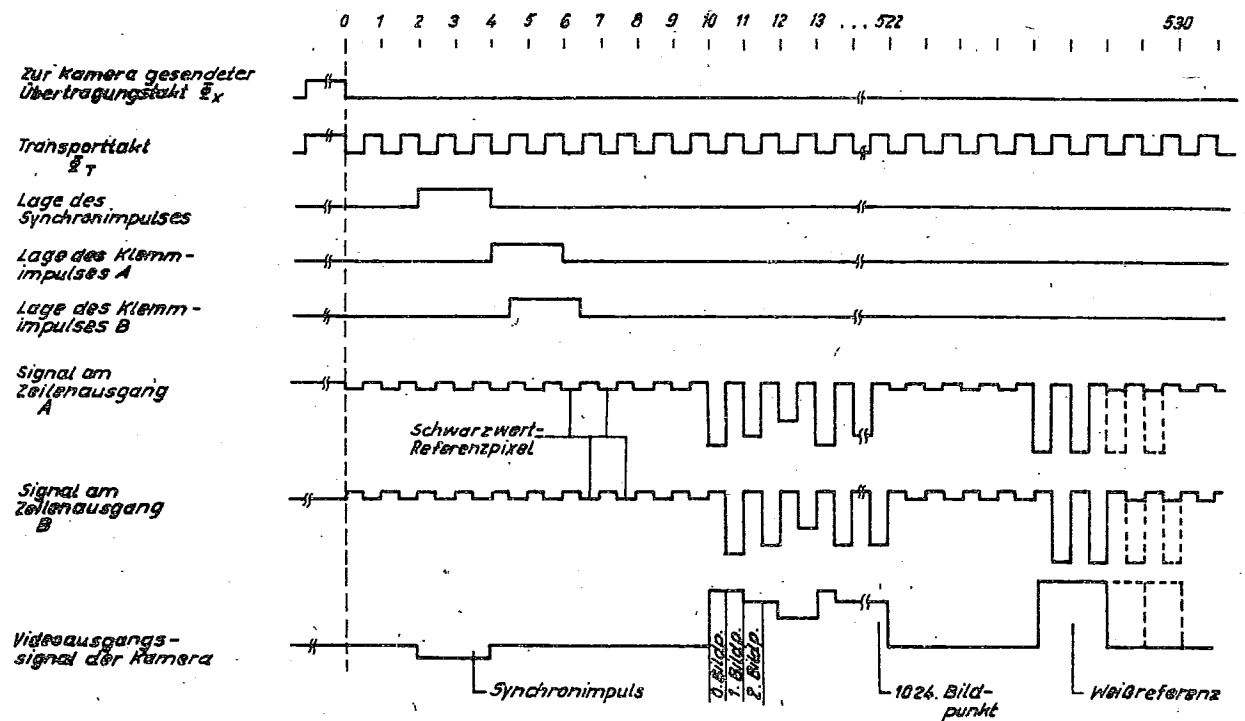 0 1 2 3 4 5 6 7 8 9 10 11 12 13 ...522 530
Zur Kamera gesendeter
Übertragungstakt Φx
Transporttakt
ΦT
Lage des
Synchronimpulses
Lage des Klemm-
impulses A
Lage des Klemm-
impulses B
Signal am
Zeilenausgang
A
Schwarzwert-
Referenzpixel
Signal am
Zeilenausgang
B
Videoausgangs-
signal der Kamera
Synchronimpuls
0. Bildp.
1. Bildp.
2. Bildp.
1024. Bild-
punkt
Weißreferenz